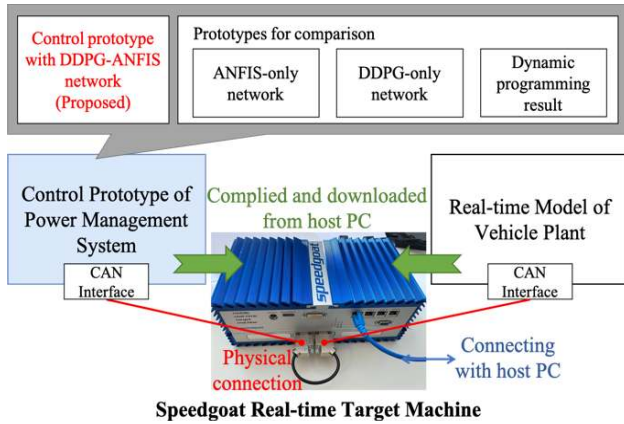 Control prototype
with DDPG-ANFIS
network
(Proposed)
Prototypes for comparison
ANFIS-only
network
DDPG-only
network
Dynamic
programming
result
Control Prototype of
Power Management
System
CAN
Interface
Complied and downloaded
from host PC
Real-time Model of
Vehicle Plant
CAN
Interface
speedgoat
Physical
connection
Connecting
with host PC
Speedgoat Real-time Target Machine